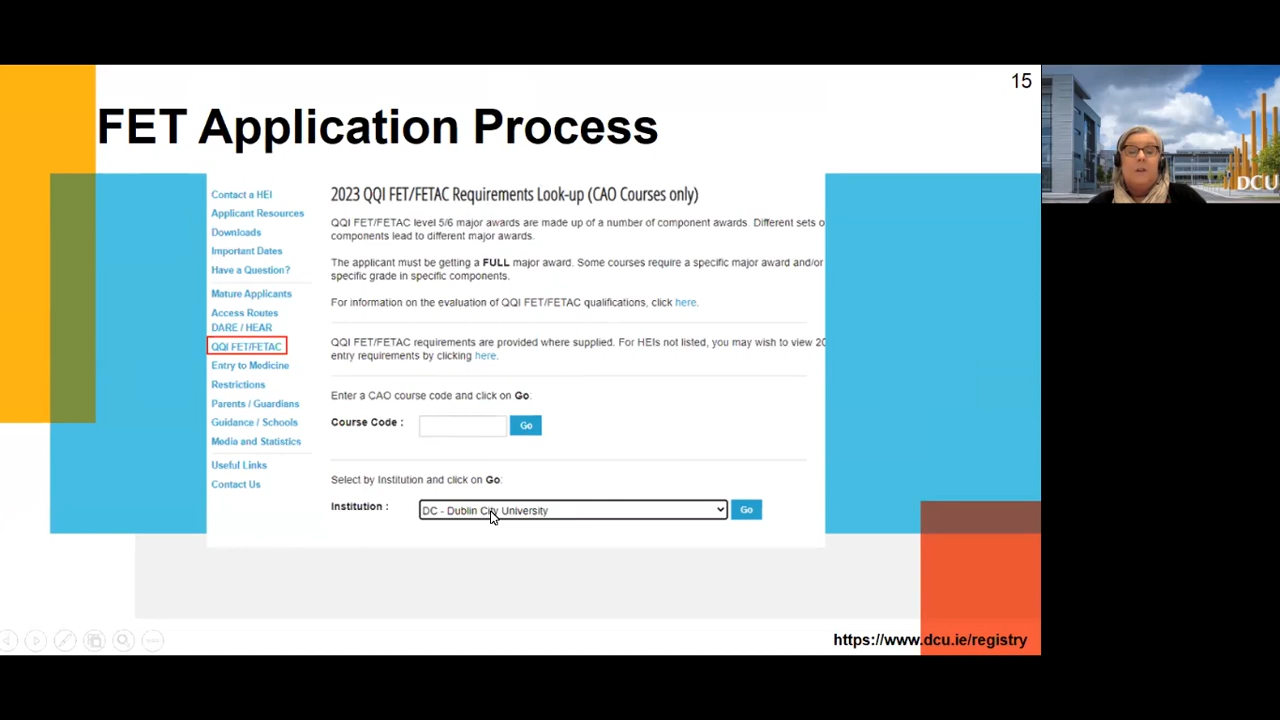 15
FET Application Process
Contact a HEI
Applicant Resources
Downloads
Important Dates
Have a Question?
Mature Applicants
Access Routes
DARE / HEAR
QQI FET/FETAC
Entry to Medicine
Restrictions
Parents / Guardians
Guidance / Schools
Media and Statistics
Useful Links
Contact Us
2023 QQI FET/FETAC Requirements Look-up (CAO Courses only)
QQI FET/FETAC level 5/6 major awards are made up of a number of component awards. Different sets o
components lead to different major awards.
The applicant must be getting a FULL major award. Some courses require a specific major award and/or
specific grade in specific components.
For information on the evaluation of QQI FET/FETAC qualifications, click here.
QQI FET/FETAC requirements are provided where supplied. For HEIs not listed, you may wish to view 20
entry requirements by clicking here.
Enter a CAO course code and click on Go.
Course Code :
Go
Select by Institution and click on Go:
Institution :
DC - Dublin City University
Go
https://www.dcu.ie/registry
DCU